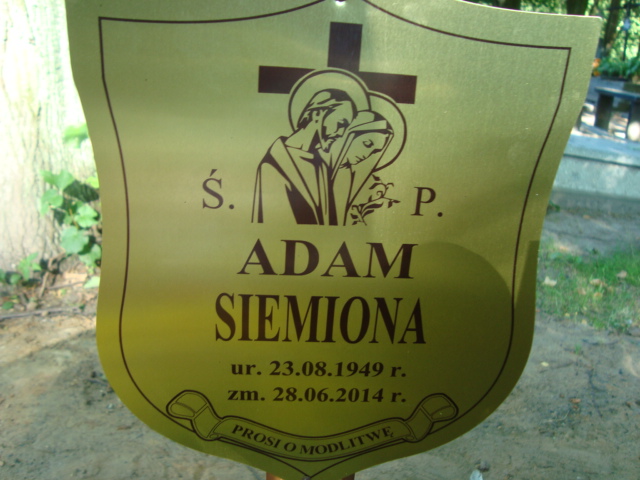 Ś. P.
ADAM
SIEMIONA
ur. 23.08.1949 r.
zm. 28.06.2014 r.
PROSI O MODLITWĘ